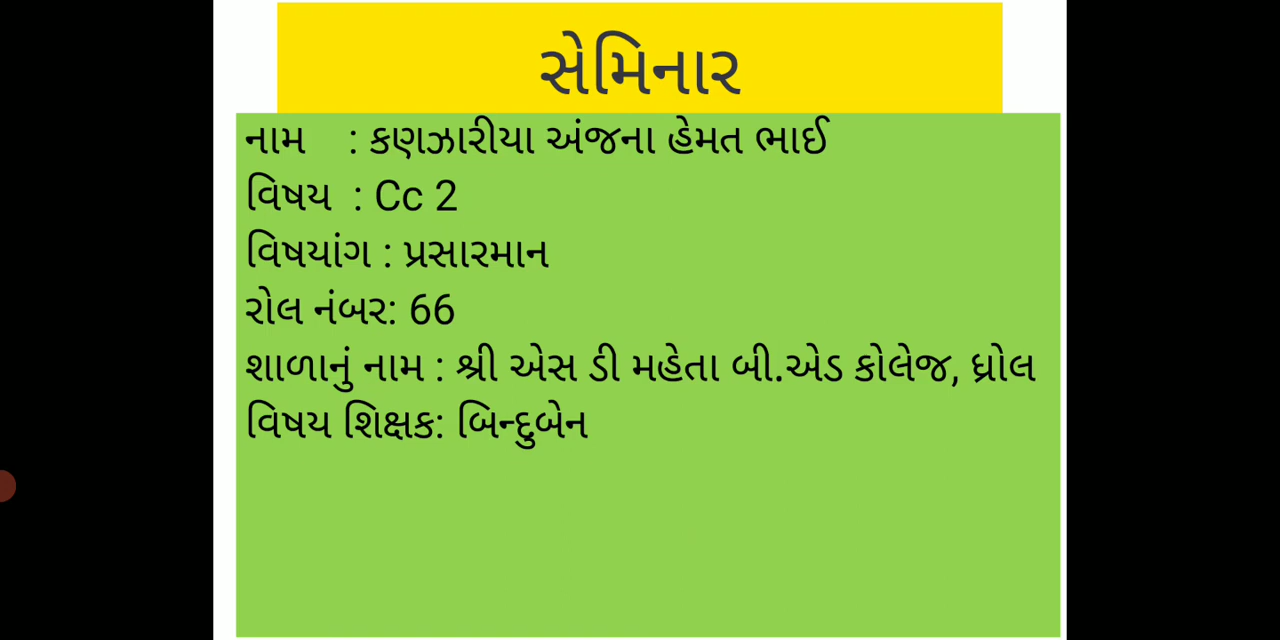 સેમિનાર
નામ : કણઝારીયા અંજના હેમત ભાઈ
વિષય : Cc 2
વિષયાંગ : પ્રસારમાન
રોલ નંબર: 66
શાળાનું નામ : શ્રી એસ ડી મહેતા બી.એડ કોલેજ, ધ્રોલ
વિષય શિક્ષક: બિન્દુબેન